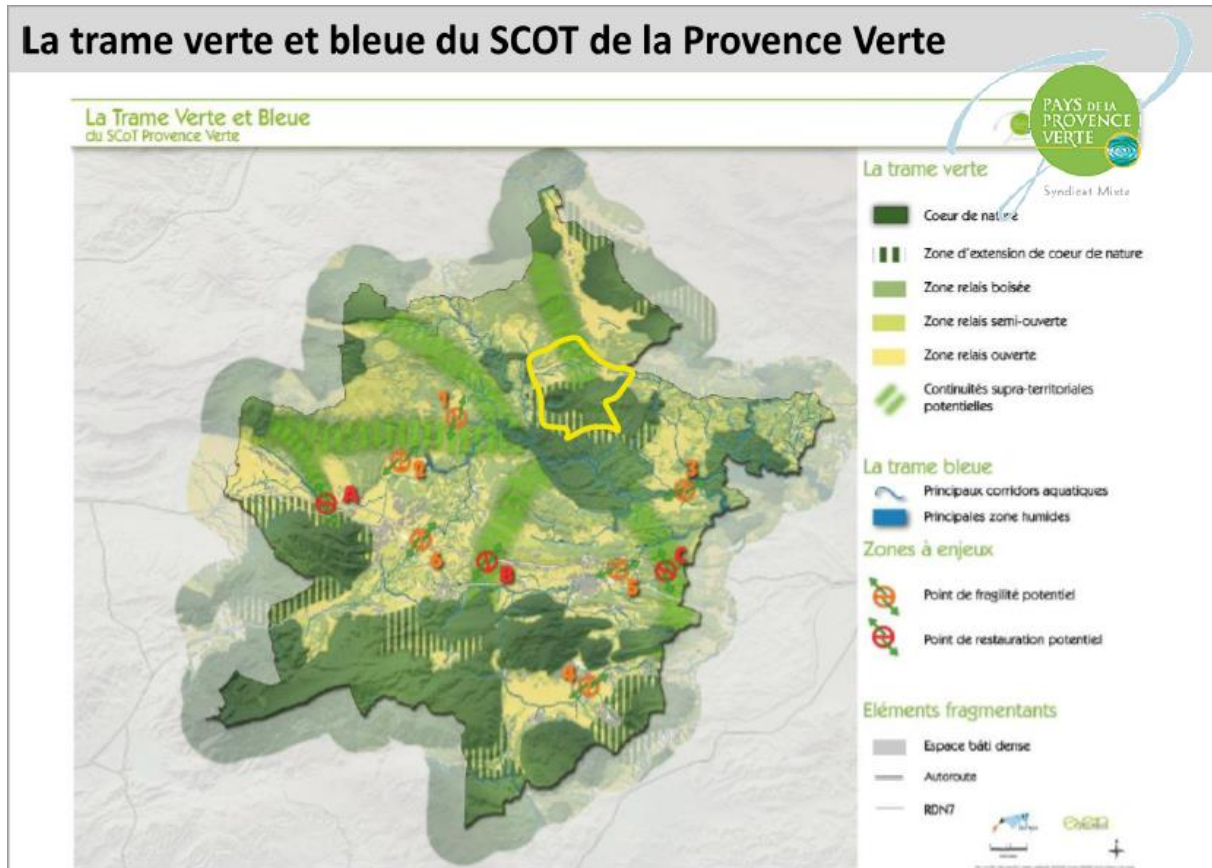 La trame verte et bleue du SCOT de la Provence Verte
La Trame Verte et Bleue
du SCoT Provence Verte
PAYS DE LA
PROVENCE
VERTE
Syndicat Mixte
La trame verte
Coeur de nature
Zone d'extension de coeur de nature
Zone relais boisée
Zone relais semi-ouverte
Zone relais ouverte
Continuités supra-territoriales
potentielles
La trame bleue
Principaux corridors aquatiques
Principales zone humides
Zones à enjeux
Point de fragilité potentiel
Point de restauration potentiel
Eléments fragmentants
Espace bâti dense
Autoroute
RDN7
1
2
3
A
6
B
5
C
4